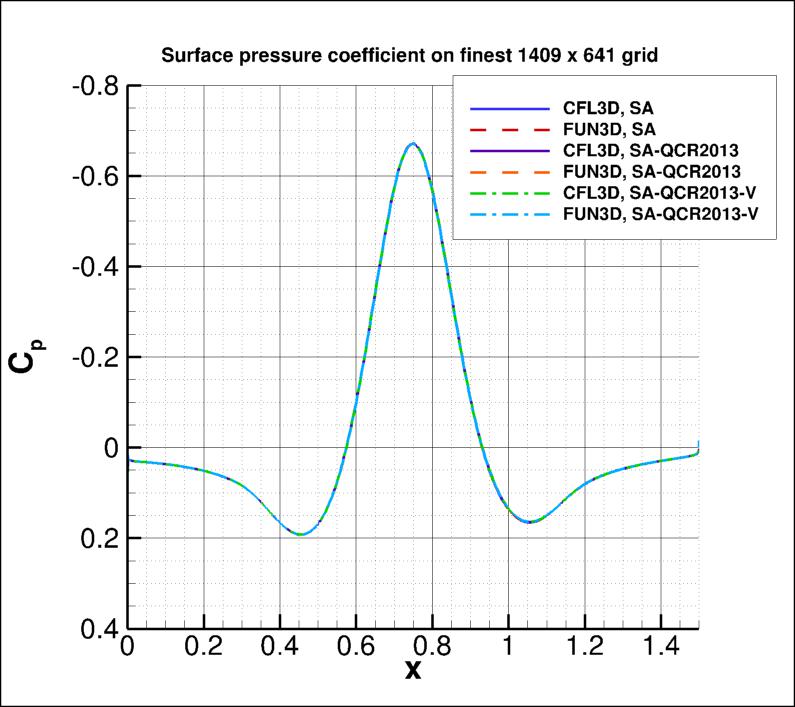 Surface pressure coefficient on finest 1409 x 641 grid
CFL3D, SA
FUN3D, SA
CFL3D, SA-QCR2013
FUN3D, SA-QCR2013
CFL3D, SA-QCR2013-V
FUN3D, SA-QCR2013-V
-0.8
-0.6
-0.4
-0.2
0
0.2
0.4
Cp
0 0.2 0.4 0.6 0.8 1 1.2 1.4
x